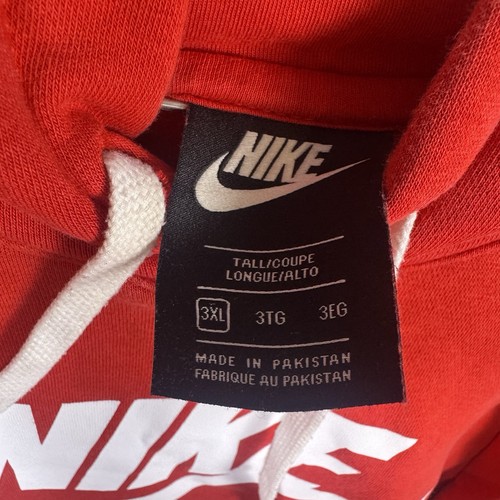 NIKE
TALL/COUPE
LONGUE/ALTO
3XL 3TG 3EG
MADE IN PAKISTAN
FABRIQUE AU PAKISTAN
NIKE